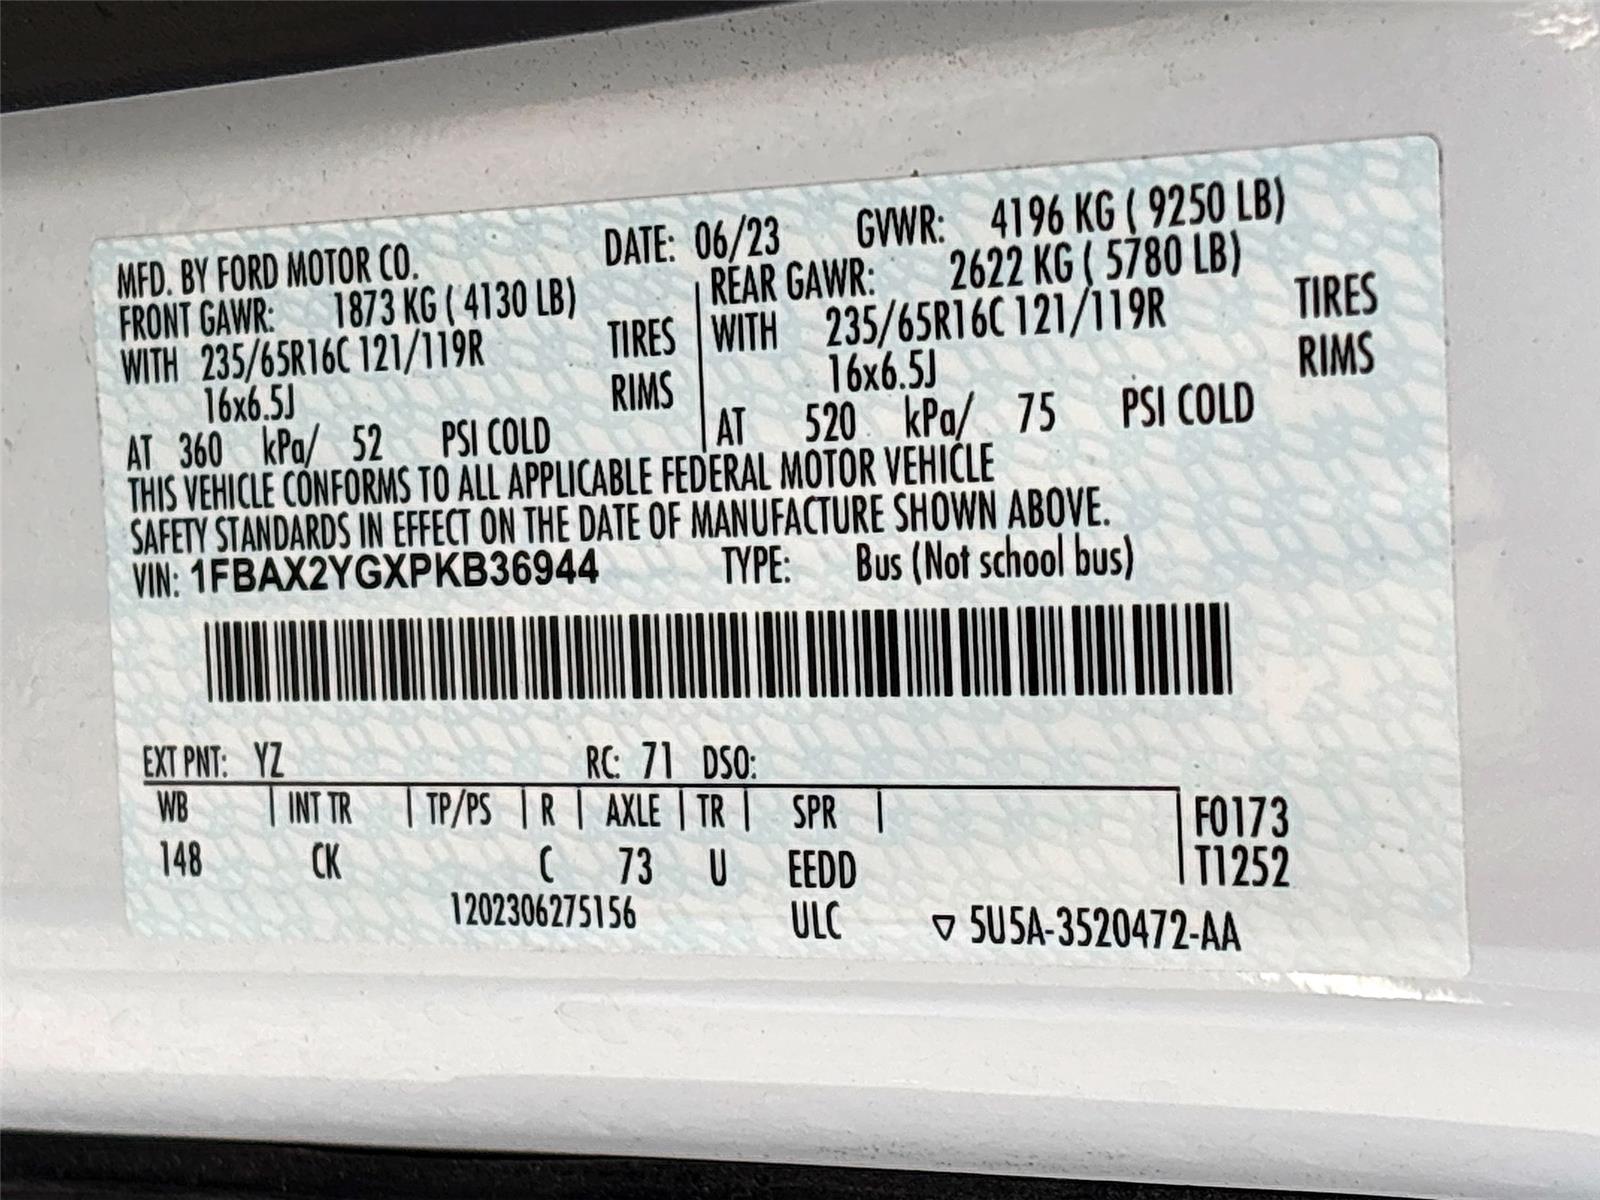 MFD. BY FORD MOTOR CO. DATE: 06/23 GVWR: 4196 KG ( 9250 LB)
FRONT GAWR: 1873 KG ( 4130 LB) REAR GAWR: 2622 KG ( 5780 LB)
WITH 235/65R16C 121/119R TIRES WITH 235/65R16C 121/119R TIRES
16x6.5J RIMS 16x6.5J RIMS
AT 360 kPa/ 52 PSI COLD AT 520 kPa/ 75 PSI COLD
THIS VEHICLE CONFORMS TO ALL APPLICABLE FEDERAL MOTOR VEHICLE
SAFETY STANDARDS IN EFFECT ON THE DATE OF MANUFACTURE SHOWN ABOVE.
VIN: 1FBAX2YGXPKB36944 TYPE: Bus (Not school bus)
EXT PNT: YZ RC: 71 DSO:
WB | INT TR | TP/PS | R | AXLE | TR | SPR | F0173
148 CK C 73 U EEDD T1252
1202306275156 ULC ▽ 5U5A-3520472-AA